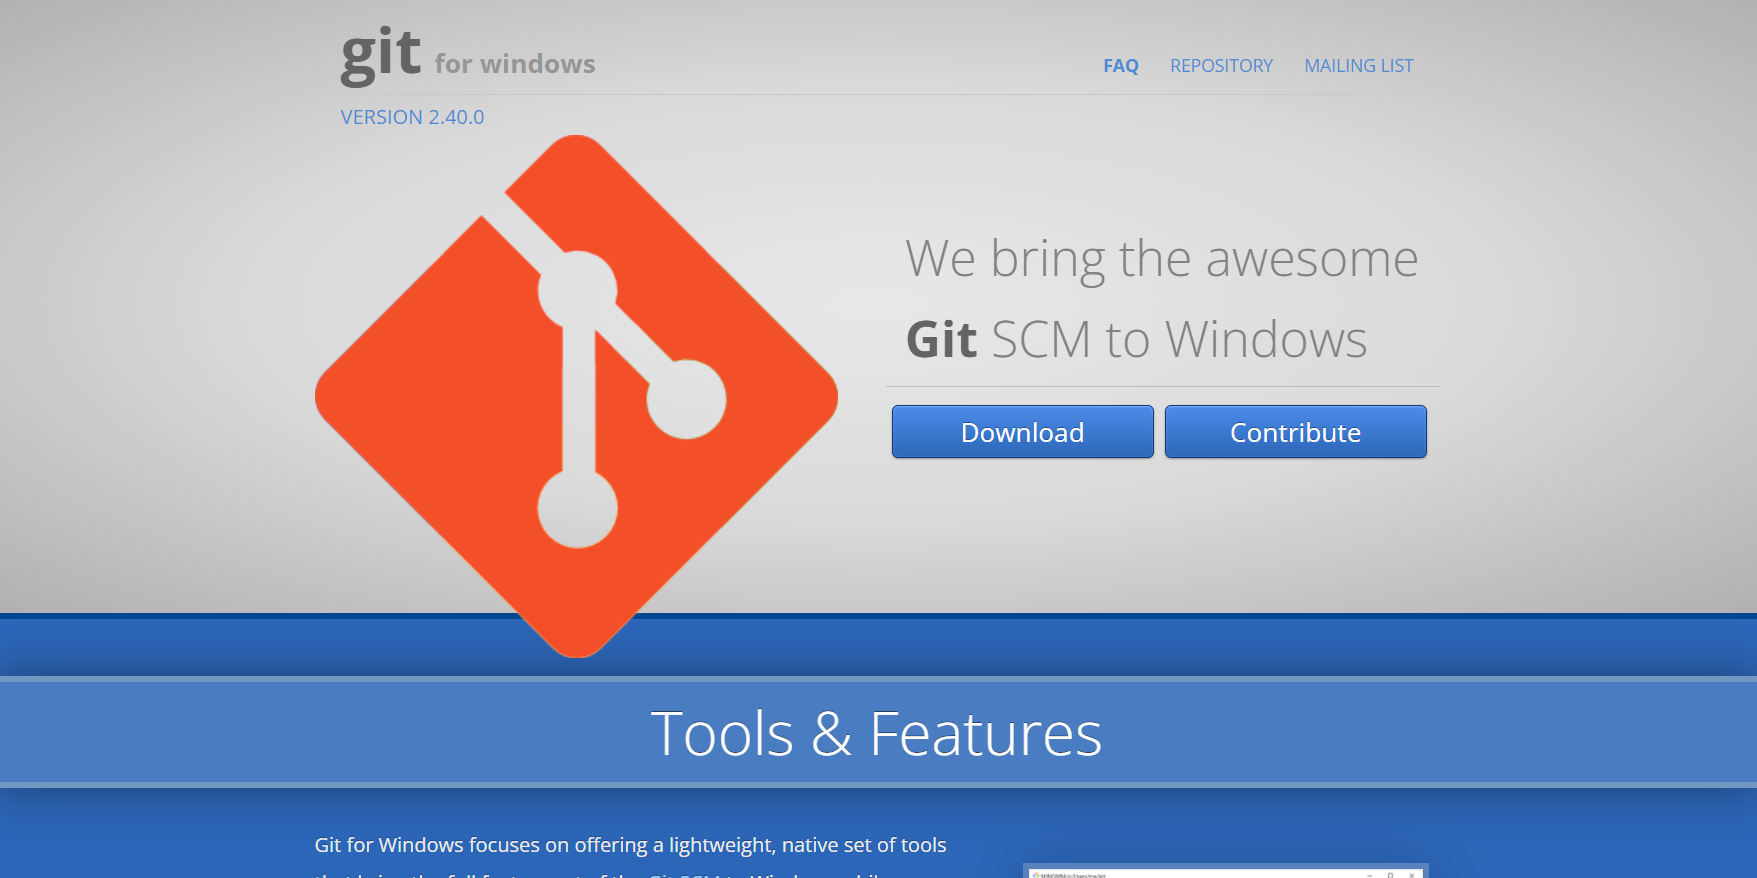 git for windows
FAQ REPOSITORY MAILING LIST
VERSION 2.40.0
We bring the awesome
Git SCM to Windows
Download Contribute
Tools & Features
Git for Windows focuses on offering a lightweight, native set of tools